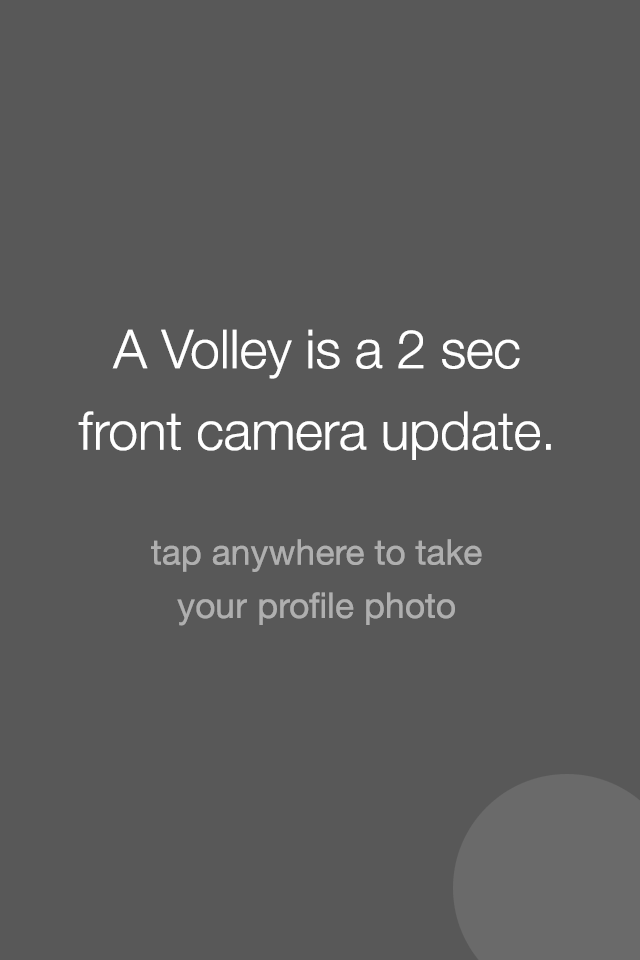 A Volley is a 2 sec
front camera update.
tap anywhere to take
your profile photo